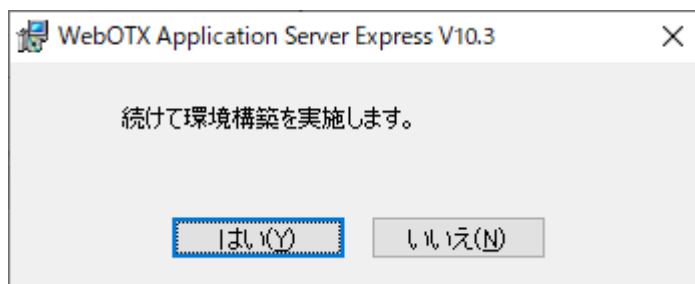 WebOTX Application Server Express V10.3
続けて環境構築を実施します。
はい(Y) いいえ(N)